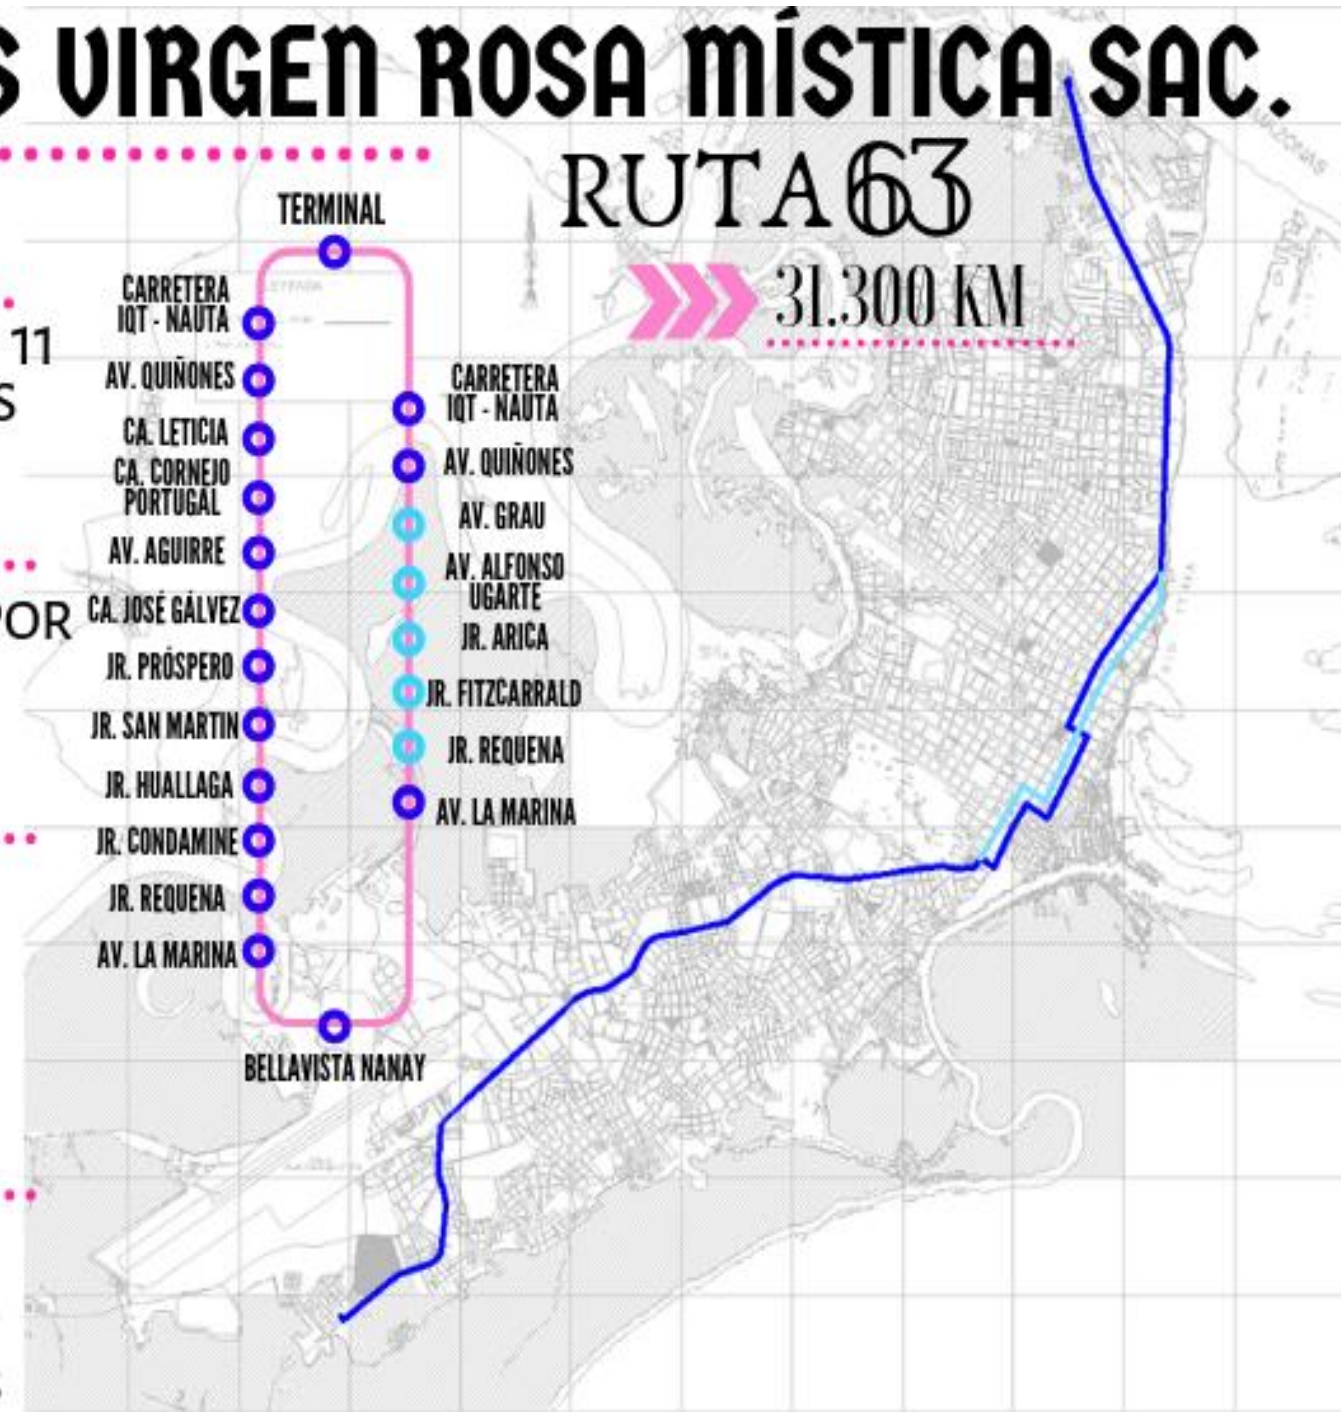 S VIRGEN ROSA MÍSTICA SAC.
RUTA 63
31.300 KM
11
S
POR
TERMINAL
CARRETERA
IQT - NAUTA
AV. QUIÑONES
CA. LETICIA
CA. CORNEJO
PORTUGAL
AV. AGUIRRE
CA. JOSÉ GÁLVEZ
JR. PRÓSPERO
JR. SAN MARTIN
JR. HUALLAGA
JR. CONDAMINE
JR. REQUENA
AV. LA MARINA
CARRETERA
IQT - NAUTA
AV. QUIÑONES
AV. GRAU
AV. ALFONSO
UGARTE
JR. ARICA
JR. FITZCARRALD
JR. REQUENA
AV. LA MARINA
BELLAVISTA NANAY